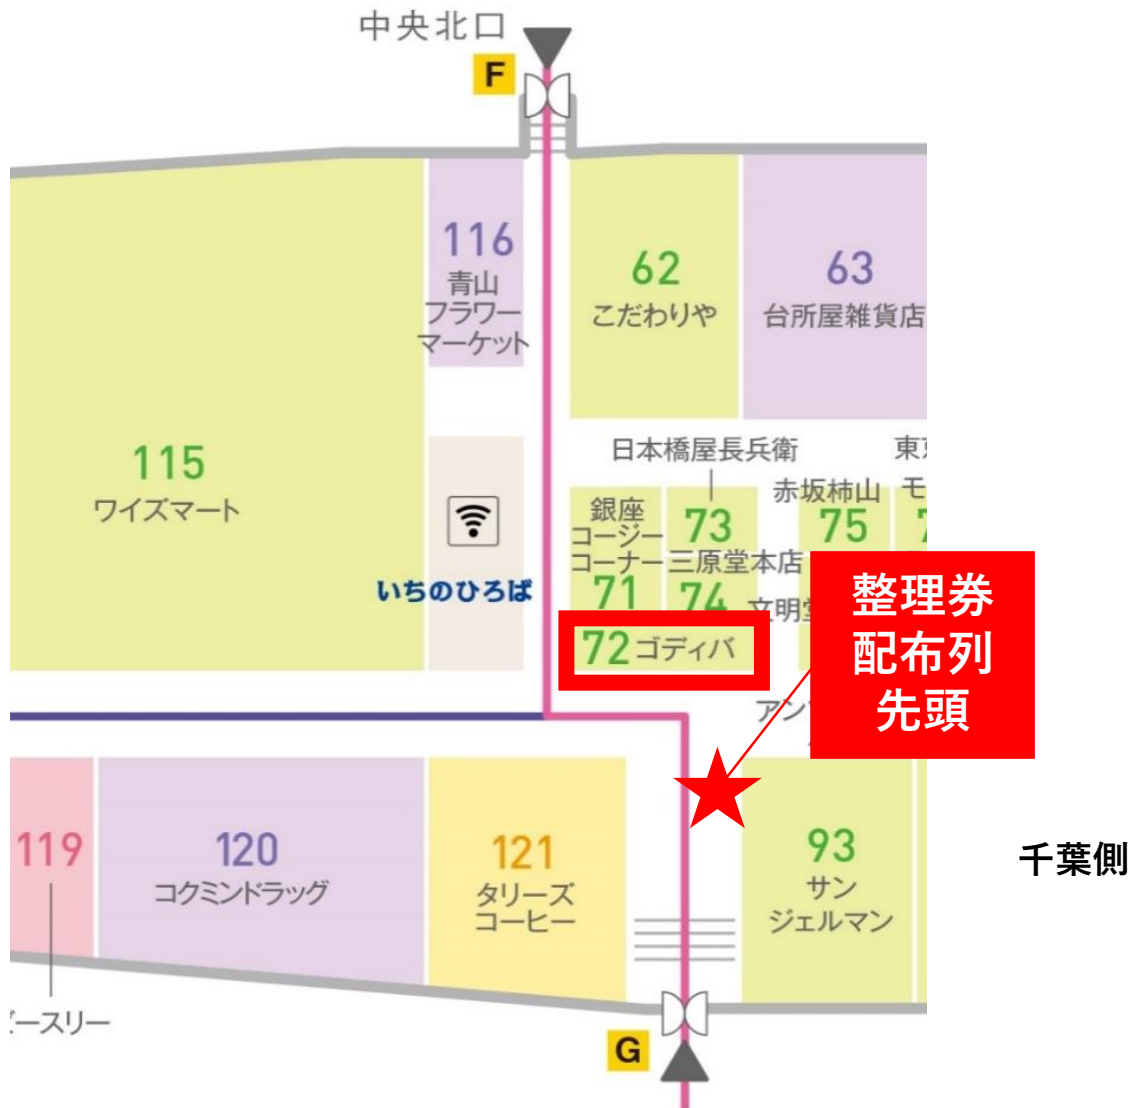 中央北口
F
116
青山
フラワー
マーケット
62
こだわりや
63
台所屋雑貨店
115
ワイズマート
いちのひろば
日本橋屋長兵衛
銀座
コージー
コーナー
71
73
三原堂本店
74
赤坂柿山
75
72 ゴディバ
整理券
配布列
先頭
119
120
コクミンドラッグ
121
タリーズ
コーヒー
93
サン
ジェルマン
千葉側
G